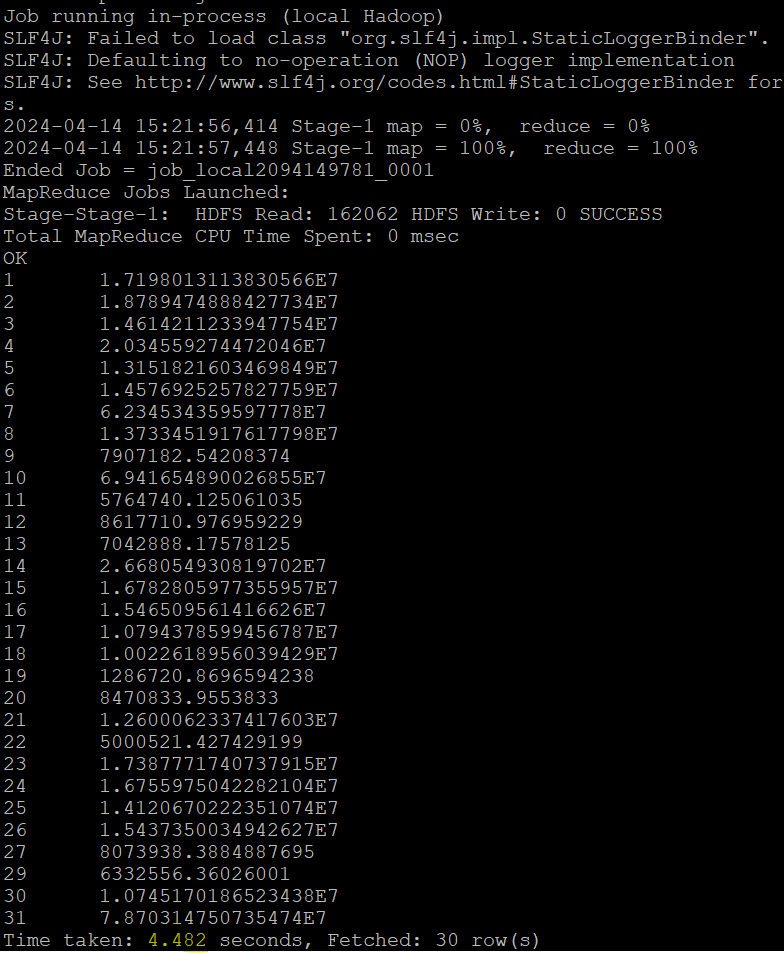 Job running in-process (local Hadoop)
SLF4J: Failed to load class "org.slf4j.impl.StaticLoggerBinder".
SLF4J: Defaulting to no-operation (NOP) logger implementation
SLF4J: See http://www.slf4j.org/codes.html#StaticLoggerBinder for
s.
2024-04-14 15:21:56,414 Stage-1 map = 0%,  reduce = 0%
2024-04-14 15:21:57,448 Stage-1 map = 100%,  reduce = 100%
Ended Job = job_local2094149781_0001
MapReduce Jobs Launched:
Stage-Stage-1:  HDFS Read: 162062 HDFS Write: 0 SUCCESS
Total MapReduce CPU Time Spent: 0 msec
OK
1	1.7198013113830566E7
2	1.8789474888427734E7
3	1.4614211233947754E7
4	2.034559274472046E7
5	1.3151821603469849E7
6	1.4576925257827759E7
7	6.234534359597778E7
8	1.3733451917617798E7
9	7907182.54208374
10	6.941654890026855E7
11	5764740.125061035
12	8617710.976959229
13	7042888.17578125
14	2.668054930819702E7
15	1.6782805977355957E7
16	1.546509561416626E7
17	1.0794378599456787E7
18	1.0022618956039429E7
19	1286720.8696594238
20	8470833.9553833
21	1.2600062337417603E7
22	5000521.427429199
23	1.7387771740737915E7
24	1.6755975042282104E7
25	1.4120670222351074E7
26	1.5437350034942627E7
27	8073938.3884887695
29	6332556.36026001
30	1.0745170186523438E7
31	7.870314750735474E7
Time taken: 4.482 seconds, Fetched: 30 row(s)